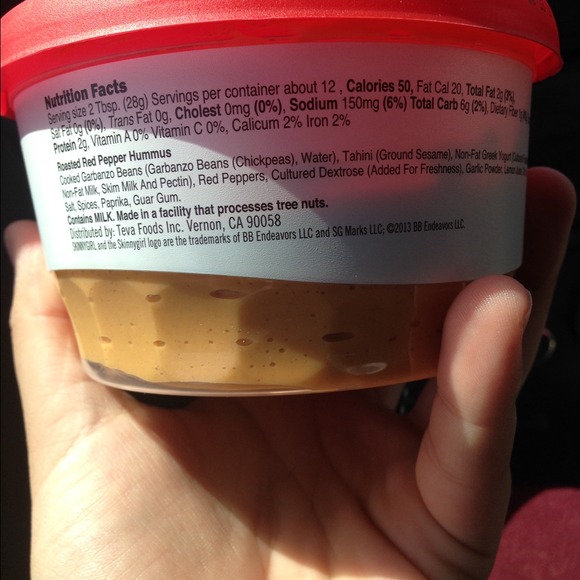 Nutrition Facts
Serving size 2 Tbsp. (28g) Servings per container about 12 , Calories 50, Fat Cal 20, Total Fat 2g (3%),
Sat Fat 0g (0%), Trans Fat 0g, Cholest 0mg (0%), Sodium 150mg (6%) Total Carb 6g (2%), Dietary Fiber
Protein 2g, Vitamin A 0% Vitamin C 0%, Calicum 2% Iron 2%
Roasted Red Pepper Hummus
Cooked Garbanzo Beans (Garbanzo Beans (Chickpeas), Water), Tahini (Ground Sesame), Non-Fat Greek Yogurt (Cultured
Non-Fat Milk, Skim Milk And Pectin), Red Peppers, Cultured Dextrose (Added For Freshness), Garlic Powder, Lemon Juice,
Salt, Spices, Paprika, Guar Gum.
Contains MILK. Made in a facility that processes tree nuts.
Distributed by: Teva Foods Inc. Vernon, CA 90058
SKINNYGIRL and the Skinnygirl logo are the trademarks of BB Endeavors LLC and SG Marks LLC; ©2013 BB Endeavors LLC.